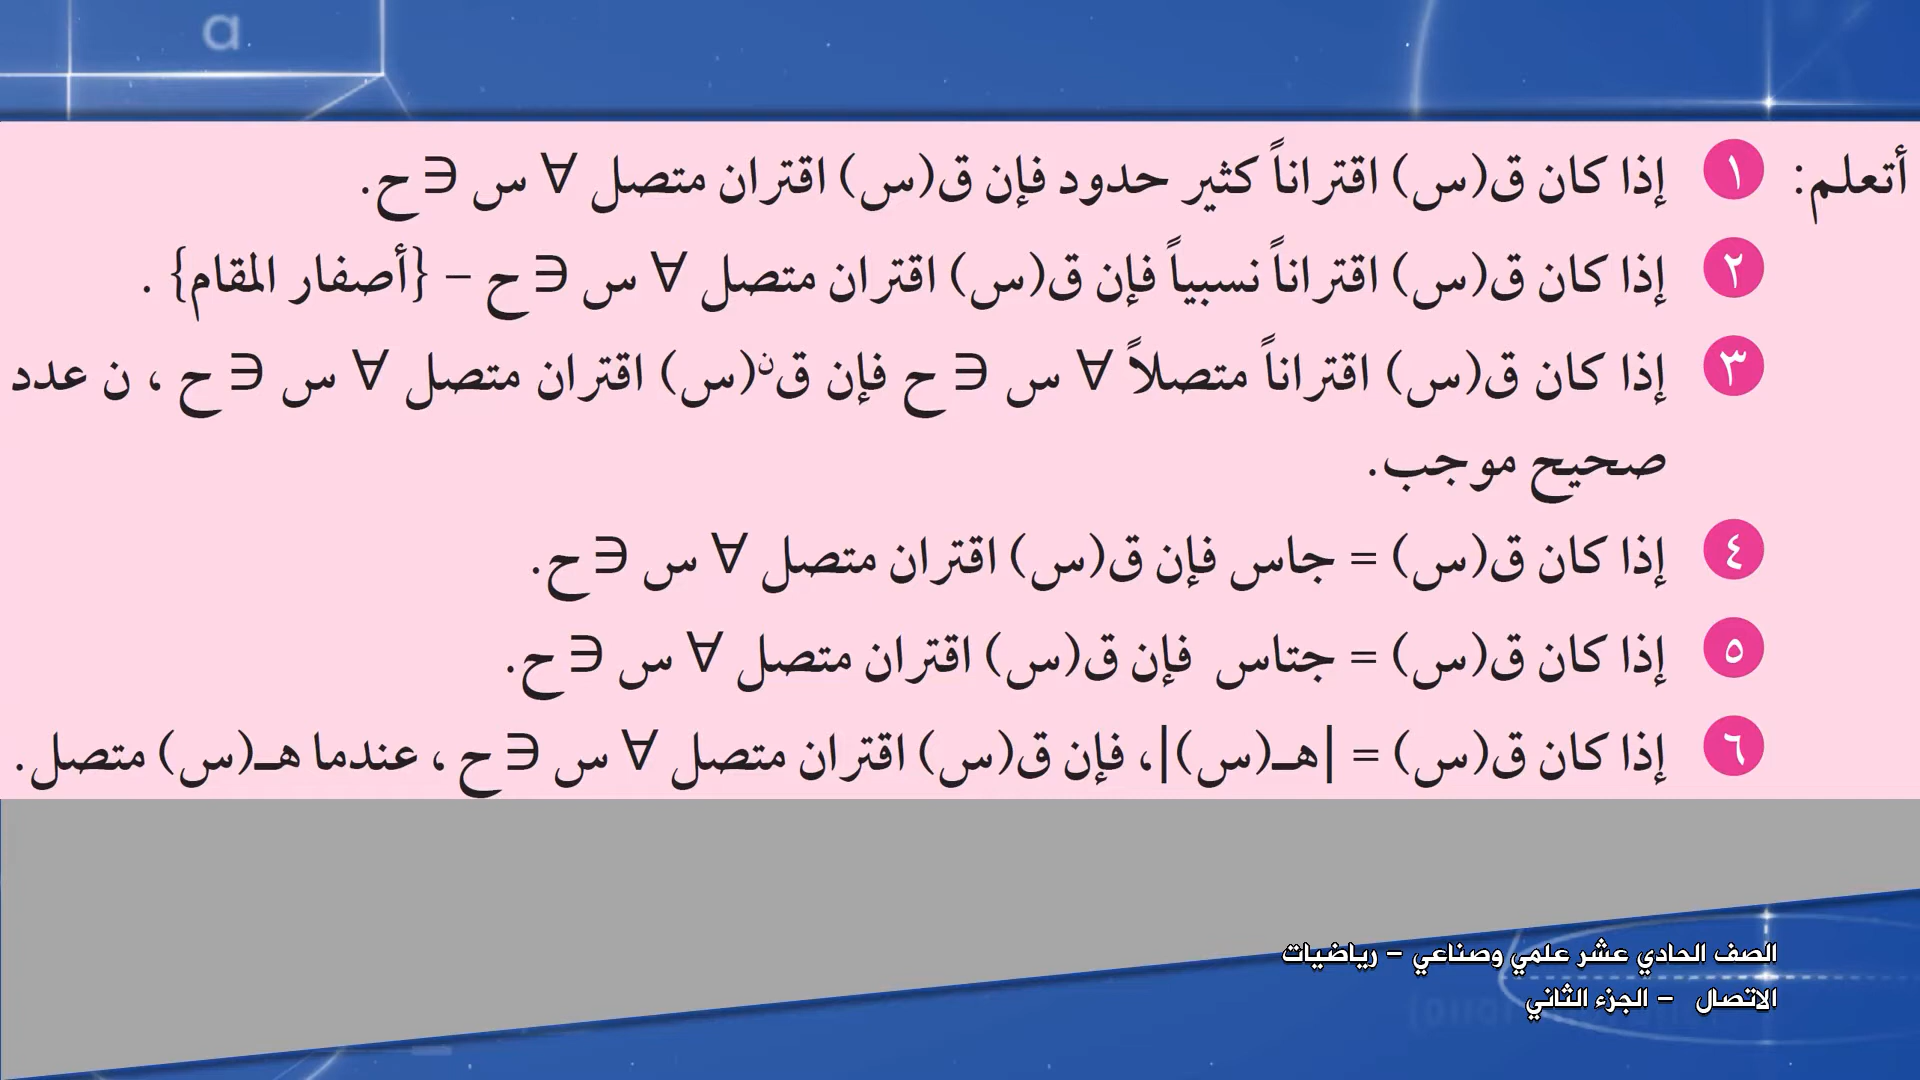 a
أتعلم: ١ إذا كان ق(س) اقتراناً كثير حدود فإن ق(س) اقتران متصل ∀ س ∈ ح.
٢ إذا كان ق(س) اقتراناً نسبياً فإن ق(س) اقتران متصل ∀ س ∈ ح – {أصفار المقام} .
٣ إذا كان ق(س) اقتراناً متصلاً ∀ س ∈ ح فإن قⁿ(س) اقتران متصل ∀ س ∈ ح ، ن عدد
صحيح موجب.
٤ إذا كان ق(س) = جاس فإن ق(س) اقتران متصل ∀ س ∈ ح.
٥ إذا كان ق(س) = جتاس فإن ق(س) اقتران متصل ∀ س ∈ ح.
٦ إذا كان ق(س) = |هـ(س)|، فإن ق(س) اقتران متصل ∀ س ∈ ح ، عندما هـ(س) متصل.
الصف الحادي عشر علمي وصناعي – رياضيات
الاتصال – الجزء الثاني